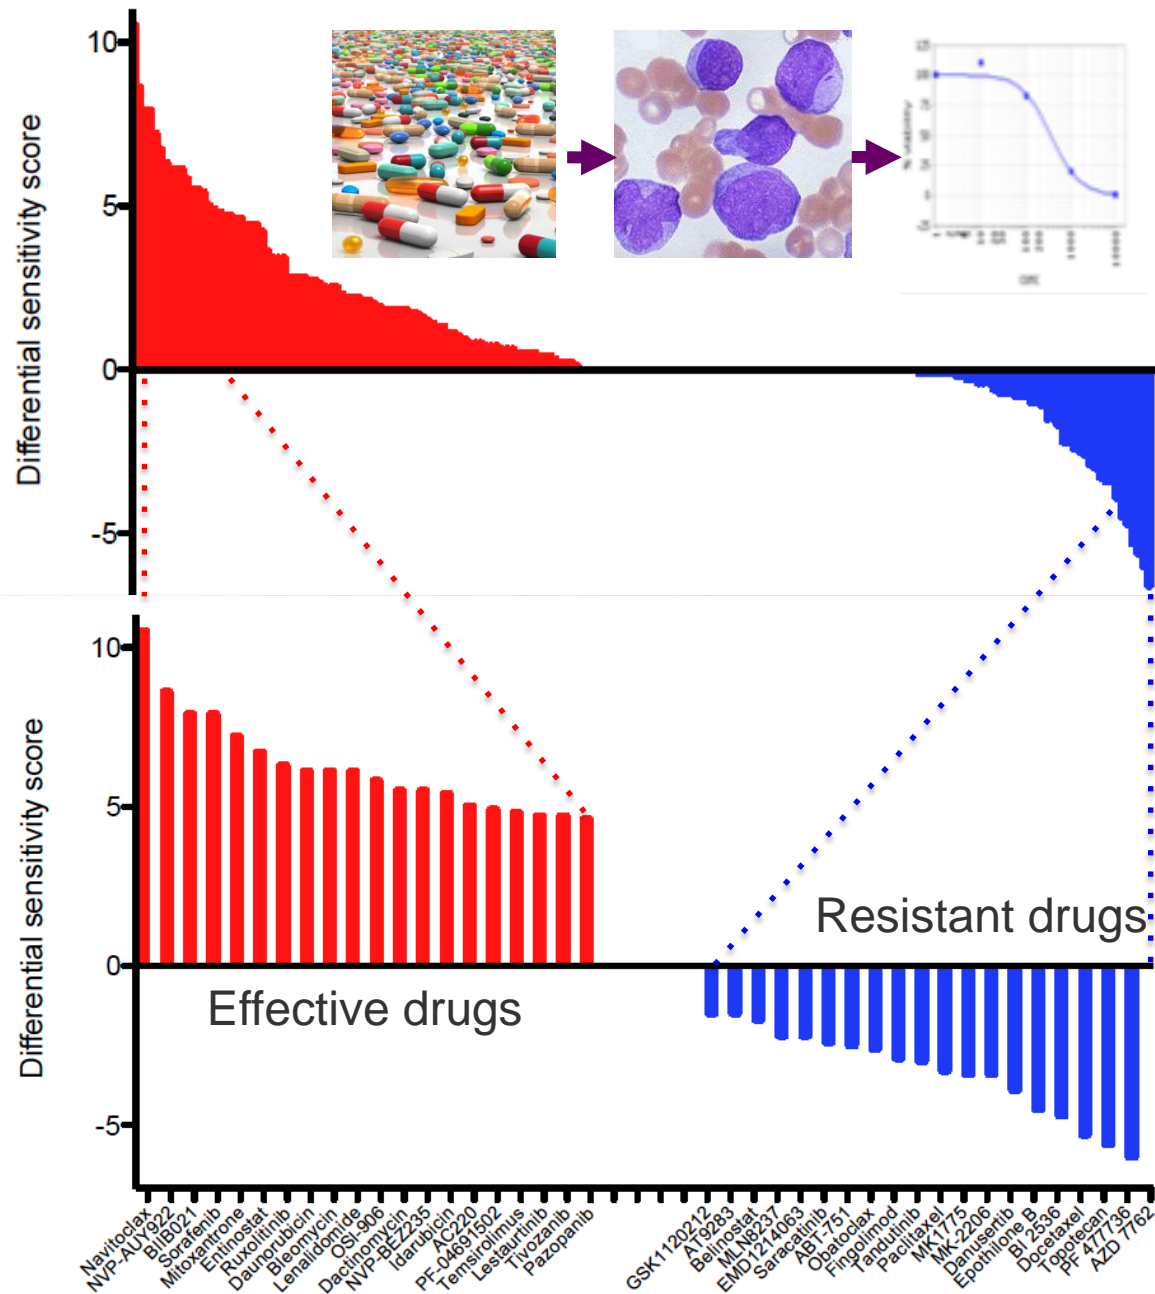 Differential sensitivity score
10
5
0
-5
Differential sensitivity score
10
5
0
-5
Effective drugs
Resistant drugs
Navitoclax
NVP-AUY922
BIIB021
Sorafenib
Mitoxantrone
Entinostat
Ruxolitinib
Daunorubicin
Bleomycin
Lenalidomide
OSI-906
Dactinomycin
NVP-BEZ235
Idarubicin
AC220
PF-04691502
Temsirolimus
Lestaurtinib
Tivozanib
Pazopanib
GSK1120212
AT9283
Belinostat
MLN8237
EMD1214063
Saracatinib
ABT-751
Obatoclax
Fingolimod
Tandutinib
Paclitaxel
MK1775
MK-2206
Danusertib
Epothilone B
BI 2536
Docetaxel
Topotecan
PF 477736
AZD 7762